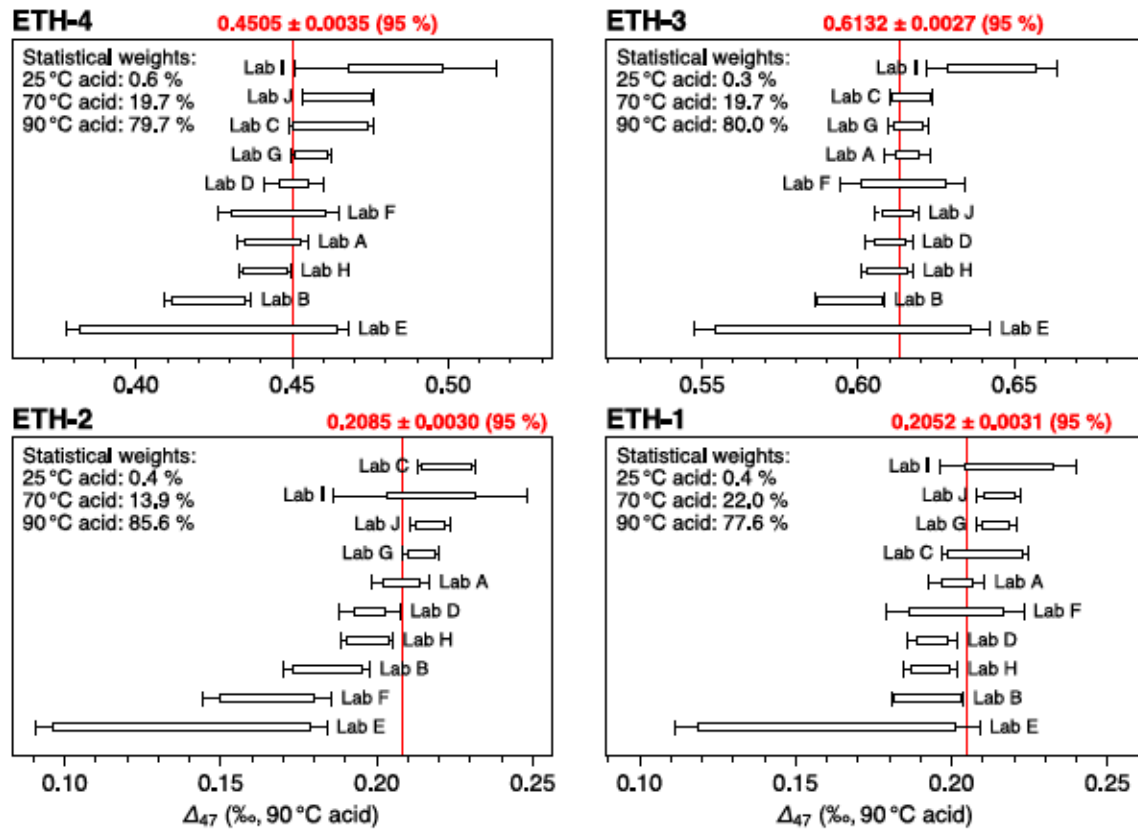 ETH-4
0.4505 ± 0.0035 (95 %)
Statistical weights:
25 °C acid: 0.6 %
70 °C acid: 19.7 %
90 °C acid: 79.7 %
Lab I
Lab J
Lab C
Lab G
Lab D
Lab F
Lab A
Lab H
Lab B
Lab E
0.40 0.45 0.50
ETH-3
0.6132 ± 0.0027 (95 %)
Statistical weights:
25 °C acid: 0.3 %
70 °C acid: 19.7 %
90 °C acid: 80.0 %
Lab I
Lab C
Lab G
Lab A
Lab F
Lab J
Lab D
Lab H
Lab B
Lab E
0.55 0.60 0.65
ETH-2
0.2085 ± 0.0030 (95 %)
Statistical weights:
25 °C acid: 0.4 %
70 °C acid: 13.9 %
90 °C acid: 85.6 %
Lab C
Lab I
Lab J
Lab G
Lab A
Lab D
Lab H
Lab B
Lab F
Lab E
0.10 0.15 0.20 0.25
Δ47 (‰, 90 °C acid)
ETH-1
0.2052 ± 0.0031 (95 %)
Statistical weights:
25 °C acid: 0.4 %
70 °C acid: 22.0 %
90 °C acid: 77.6 %
Lab I
Lab J
Lab G
Lab C
Lab A
Lab F
Lab D
Lab H
Lab B
Lab E
0.10 0.15 0.20 0.25
Δ47 (‰, 90 °C acid)